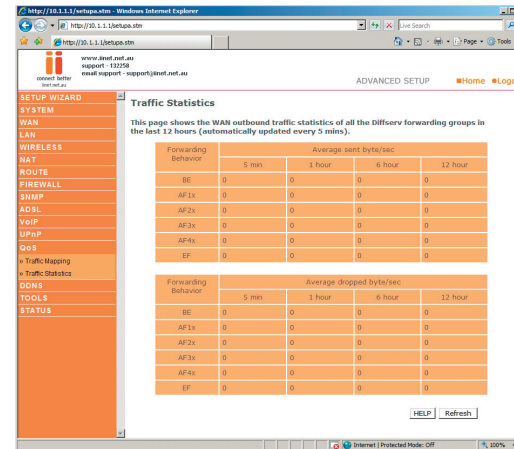 http://10.1.1.1/setupa.stm - Windows Internet Explorer
http://10.1.1.1/setupa.stm
Live Search
http://10.1.1.1/setupa.stm
Page
Tools
www.iinet.net.au
support - 132258
email support - support@iinet.net.au
connect better
iinet.net.au
ADVANCED SETUP
Home
Logo
SETUP WIZARD
SYSTEM
WAN
LAN
WIRELESS
NAT
ROUTE
FIREWALL
SNMP
ADSL
VoIP
UPnP
QoS
» Traffic Mapping
» Traffic Statistics
DDNS
TOOLS
STATUS
Traffic Statistics
This page shows the WAN outbound traffic statistics of all the Diffserv forwarding groups in
the last 12 hours (automatically updated every 5 mins).
Forwarding Behavior Average sent byte/sec
5 min 1 hour 6 hour 12 hour
BE 0 0 0 0
AF1x 0 0 0 0
AF2x 0 0 0 0
AF3x 0 0 0 0
AF4x 0 0 0 0
EF 0 0 0 0
Forwarding Behavior Average dropped byte/sec
5 min 1 hour 6 hour 12 hour
BE 0 0 0 0
AF1x 0 0 0 0
AF2x 0 0 0 0
AF3x 0 0 0 0
AF4x 0 0 0 0
EF 0 0 0 0
HELP Refresh
Internet | Protected Mode: Off
100%